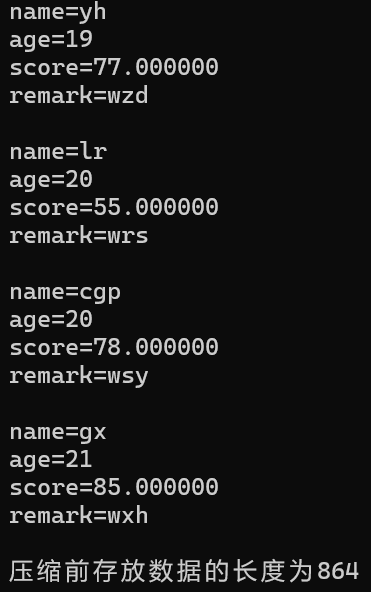 name=yh
age=19
score=77.000000
remark=wzd
name=lr
age=20
score=55.000000
remark=wrs
name=cgp
age=20
score=78.000000
remark=wsy
name=gx
age=21
score=85.000000
remark=wxh
压缩前存放数据的长度为864